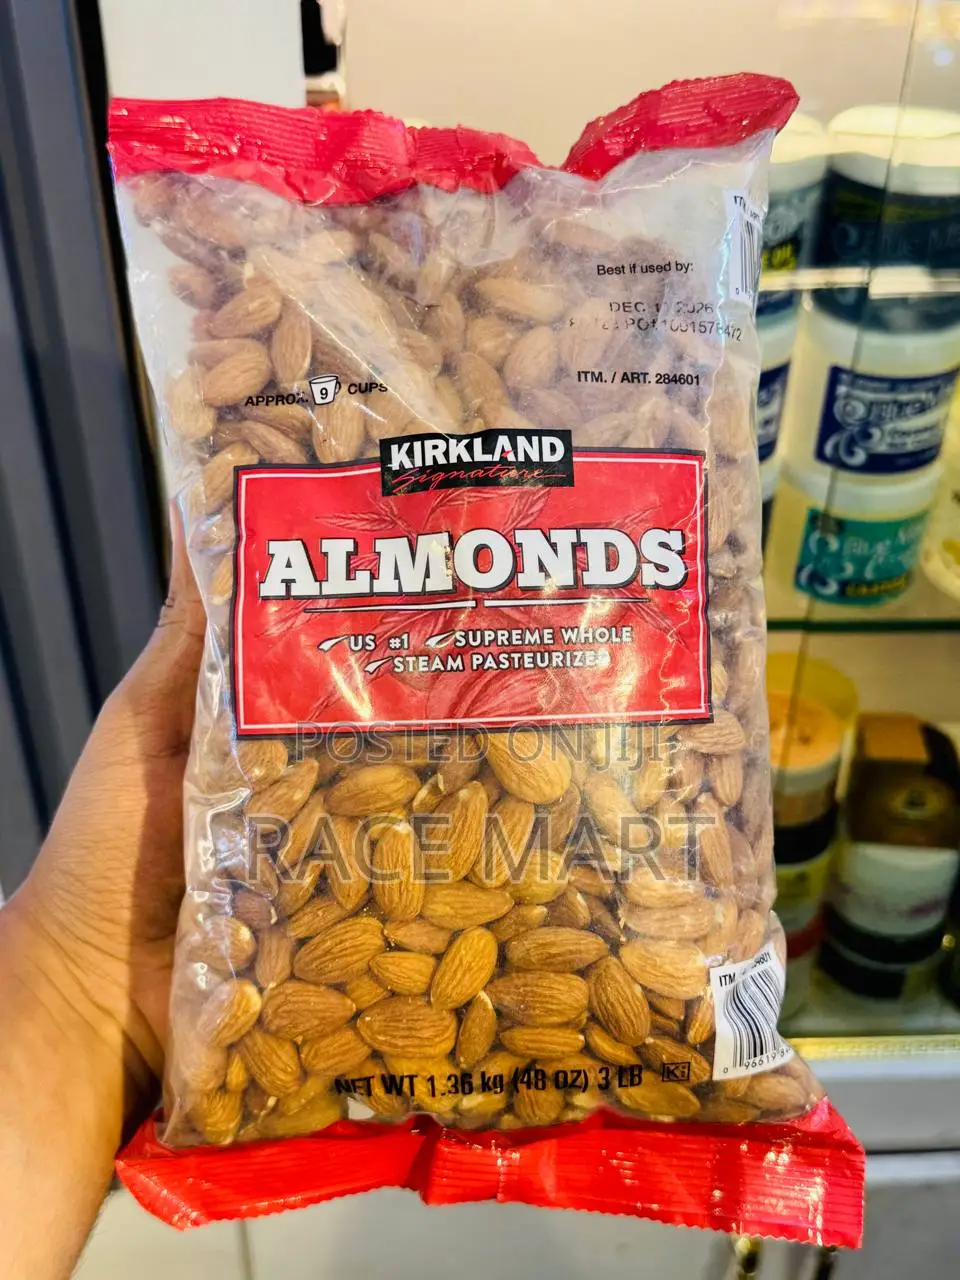 Best if used by:
ITM. / ART. 284601
APPROX. 9 CUPS
KIRKLAND
Signature
ALMONDS
US #1 SUPREME WHOLE
STEAM PASTEURIZED
POSTED ON JIJI
RACE MART
NET WT 1.36 kg (48 OZ) 3 LB